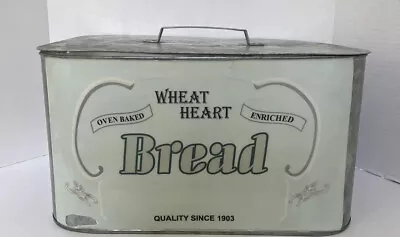 WHEAT
HEART
OVEN BAKED
ENRICHED
Bread
QUALITY SINCE 1903